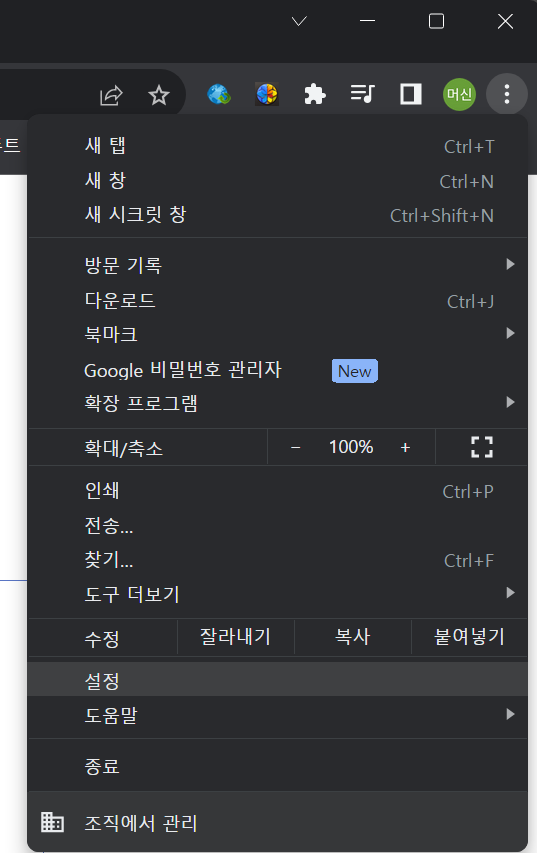 머신
새 탭 Ctrl+T
새 창 Ctrl+N
새 시크릿 창 Ctrl+Shift+N
방문 기록
다운로드 Ctrl+J
북마크
Google 비밀번호 관리자 New
확장 프로그램
확대/축소 − 100% +
인쇄 Ctrl+P
전송...
찾기... Ctrl+F
도구 더보기
수정 잘라내기 복사 붙여넣기
설정
도움말
종료
조직에서 관리